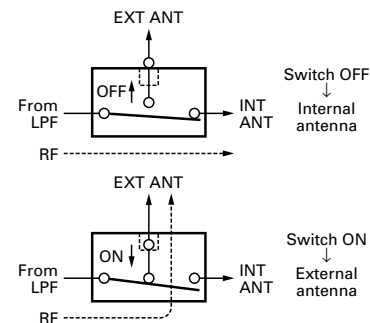 EXT ANT
OFF
From
LPF
INT
ANT
Switch OFF
↓
Internal
antenna
RF
EXT ANT
ON
From
LPF
INT
ANT
Switch ON
↓
External
antenna
RF